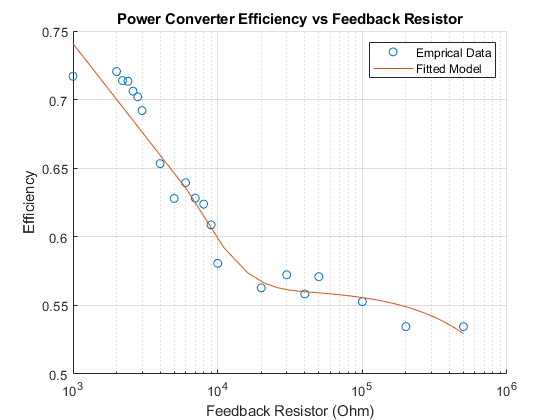 Power Converter Efficiency vs Feedback Resistor
Emprical Data
Fitted Model
0.75
0.7
0.65
0.6
0.55
0.5
Efficiency
10^3
10^4
10^5
10^6
Feedback Resistor (Ohm)